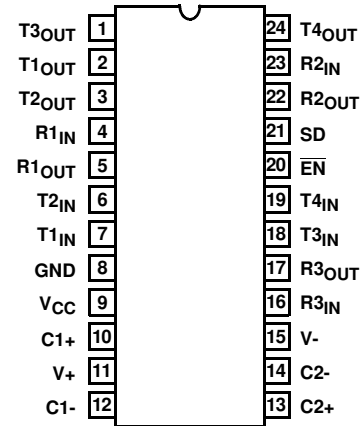 T3OUT 1 24 T4OUT
T1OUT 2 23 R2IN
T2OUT 3 22 R2OUT
R1IN 4 21 SD
R1OUT 5 20 EN
T2IN 6 19 T4IN
T1IN 7 18 T3IN
GND 8 17 R3OUT
VCC 9 16 R3IN
C1+ 10 15 V-
V+ 11 14 C2-
C1- 12 13 C2+